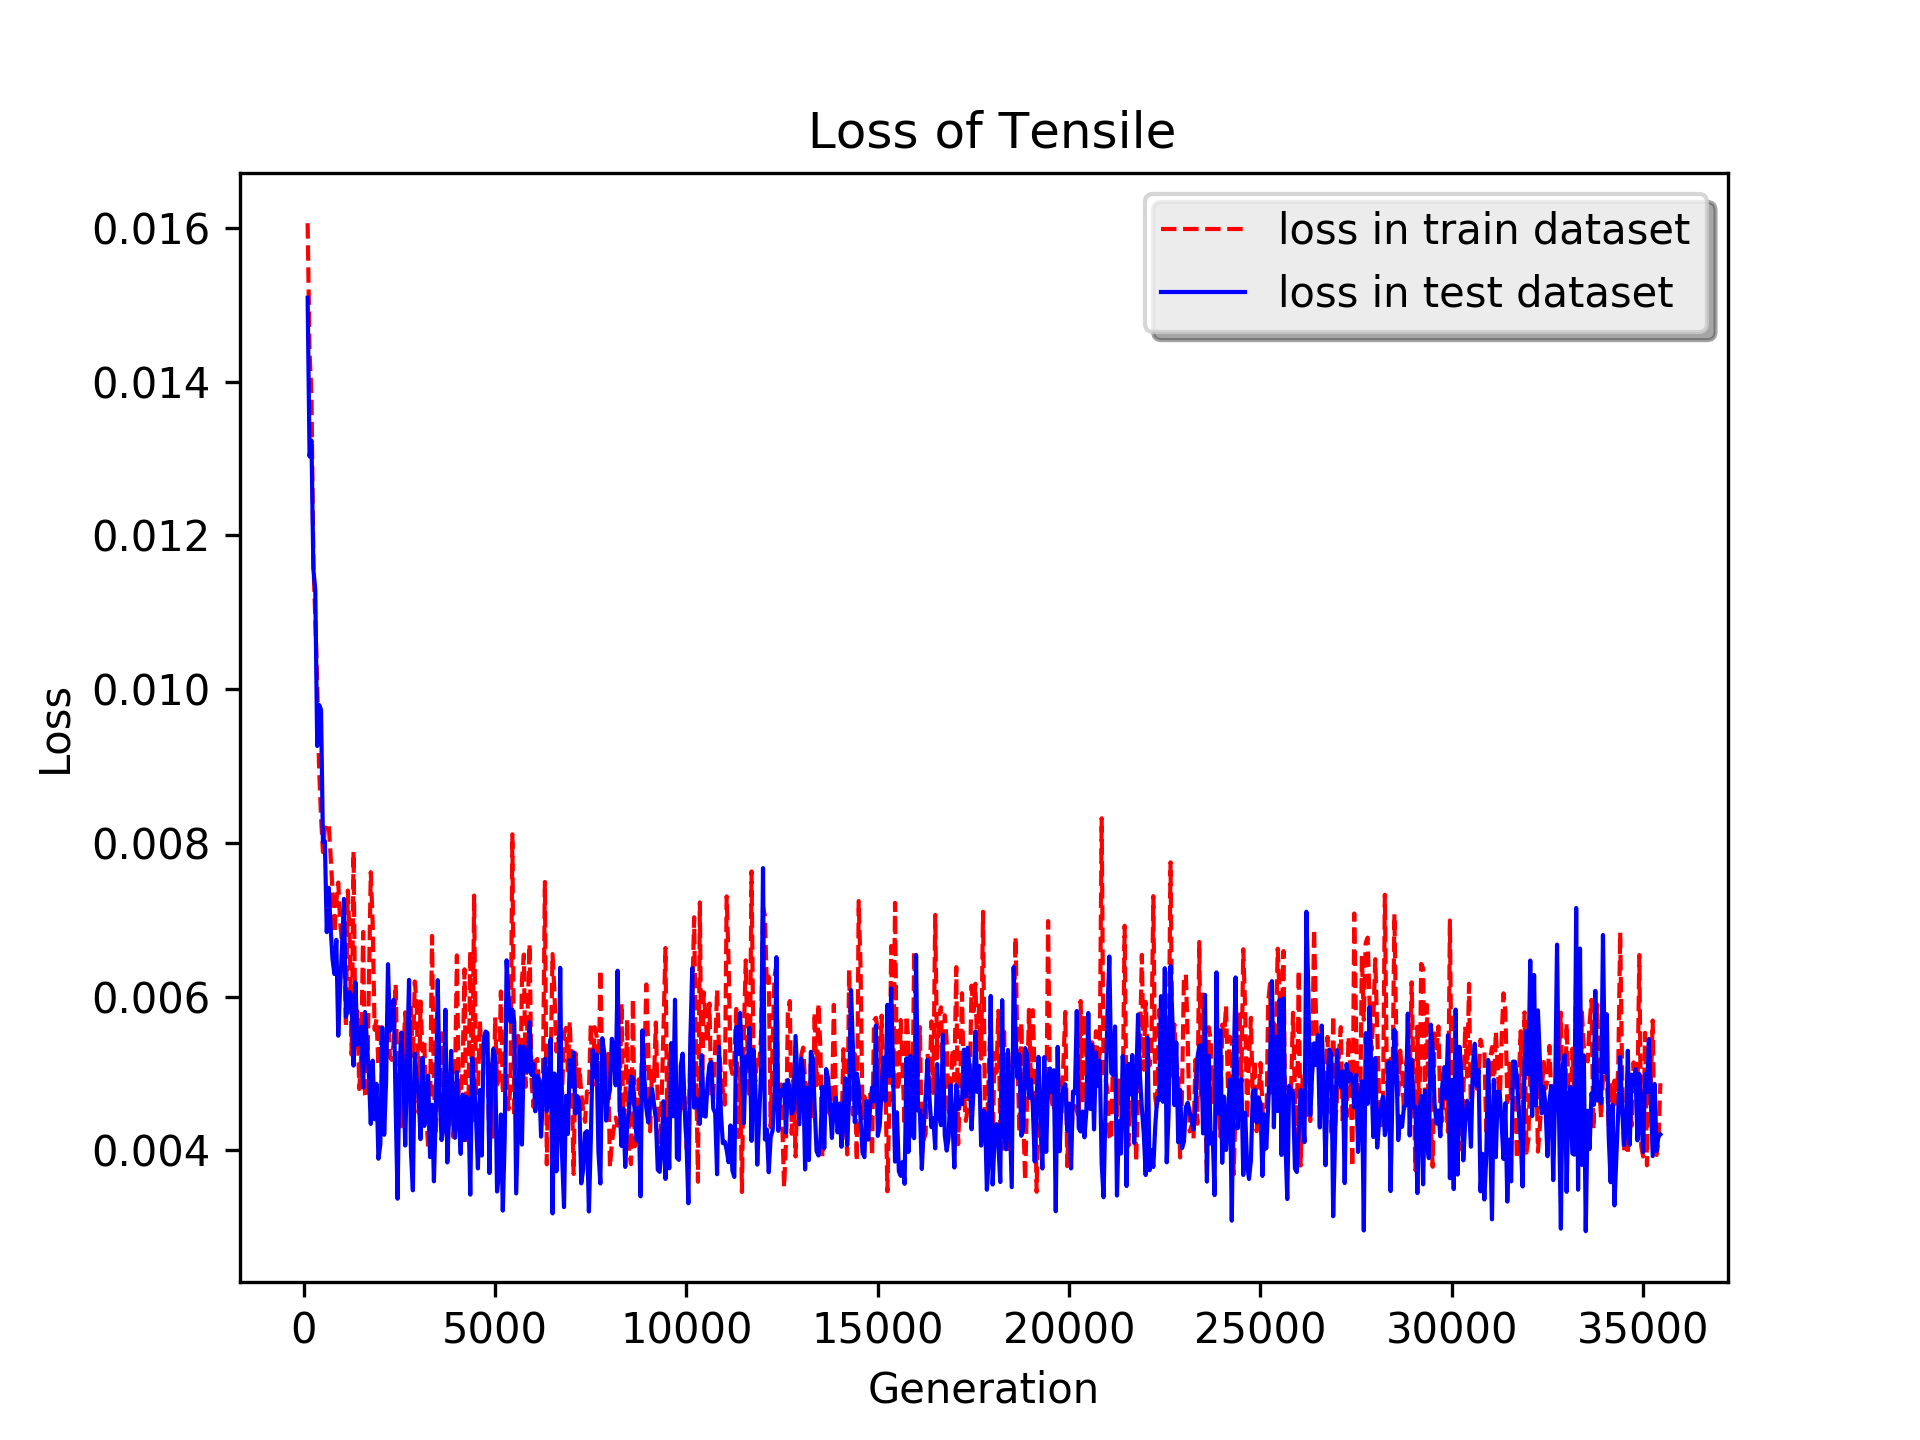 Loss of Tensile
loss in train dataset
loss in test dataset
0.016
0.014
0.012
0.010
0.008
0.006
0.004
Loss
0 5000 10000 15000 20000 25000 30000 35000
Generation